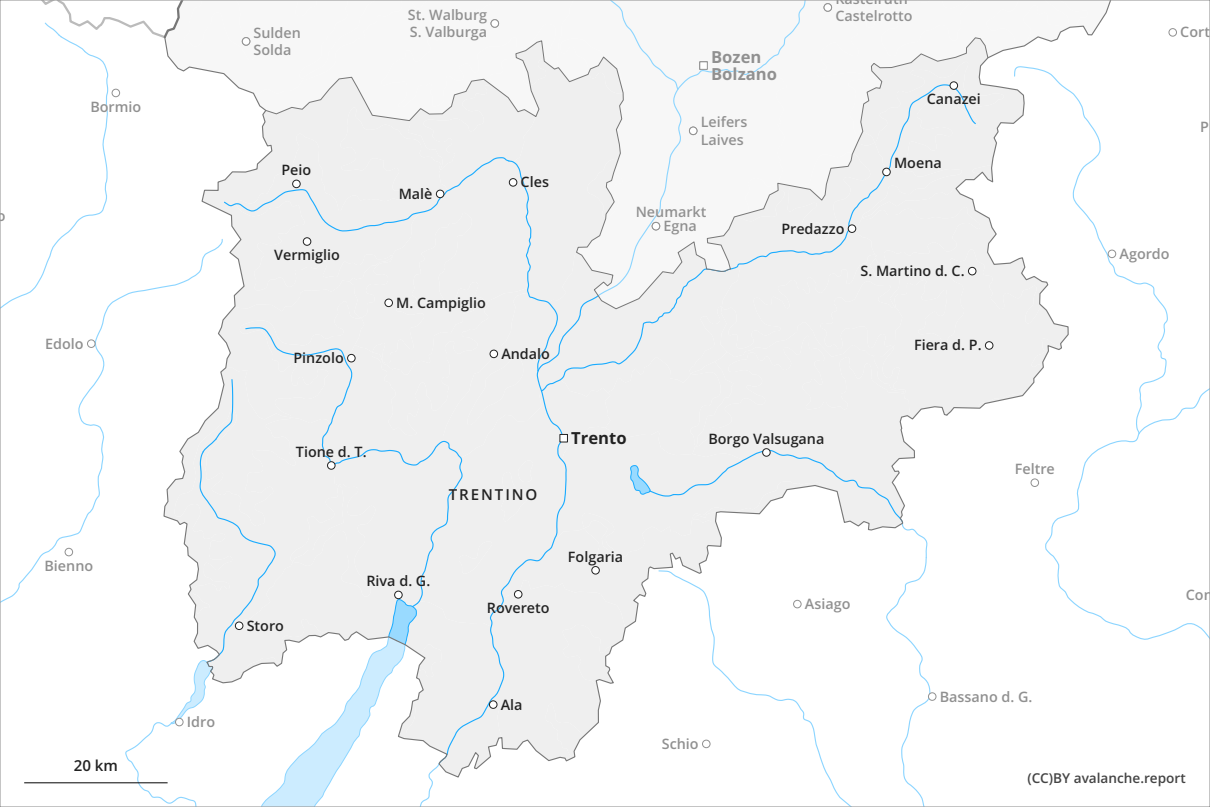 Kastelruth
Castelrotto
St. Walburg
S. Valburga
Sulden
Solda
Cort
Bozen
Bolzano
Bormio
Canazei
Leifers
Laives
P
Moena
Peio
Malè
Cles
Neumarkt
Egna
Predazzo
Vermiglio
Agordo
S. Martino d. C.
M. Campiglio
Edolo
Fiera d. P.
Pinzolo
Andalo
Trento
Borgo Valsugana
Tione d. T.
Feltre
TRENTINO
Folgaria
Bienno
Riva d. G.
Cor
Rovereto
Asiago
Storo
Bassano d. G.
Ala
Idro
Schio
20 km
(CC)BY avalanche.report